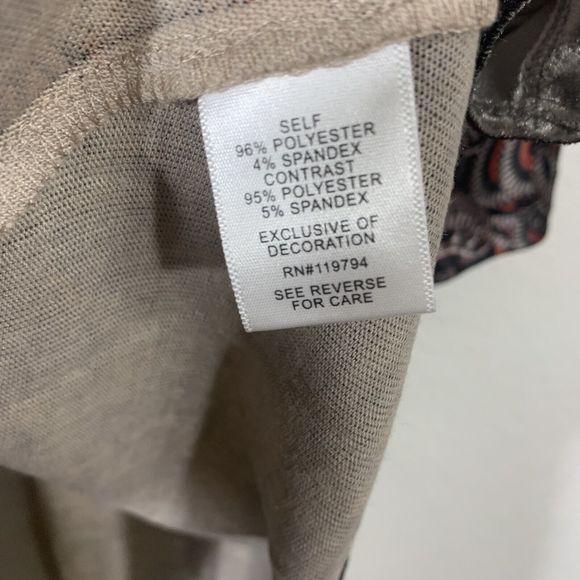 SELF
96% POLYESTER
4% SPANDEX
CONTRAST
95% POLYESTER
5% SPANDEX
EXCLUSIVE OF
DECORATION
RN#119794
SEE REVERSE
FOR CARE